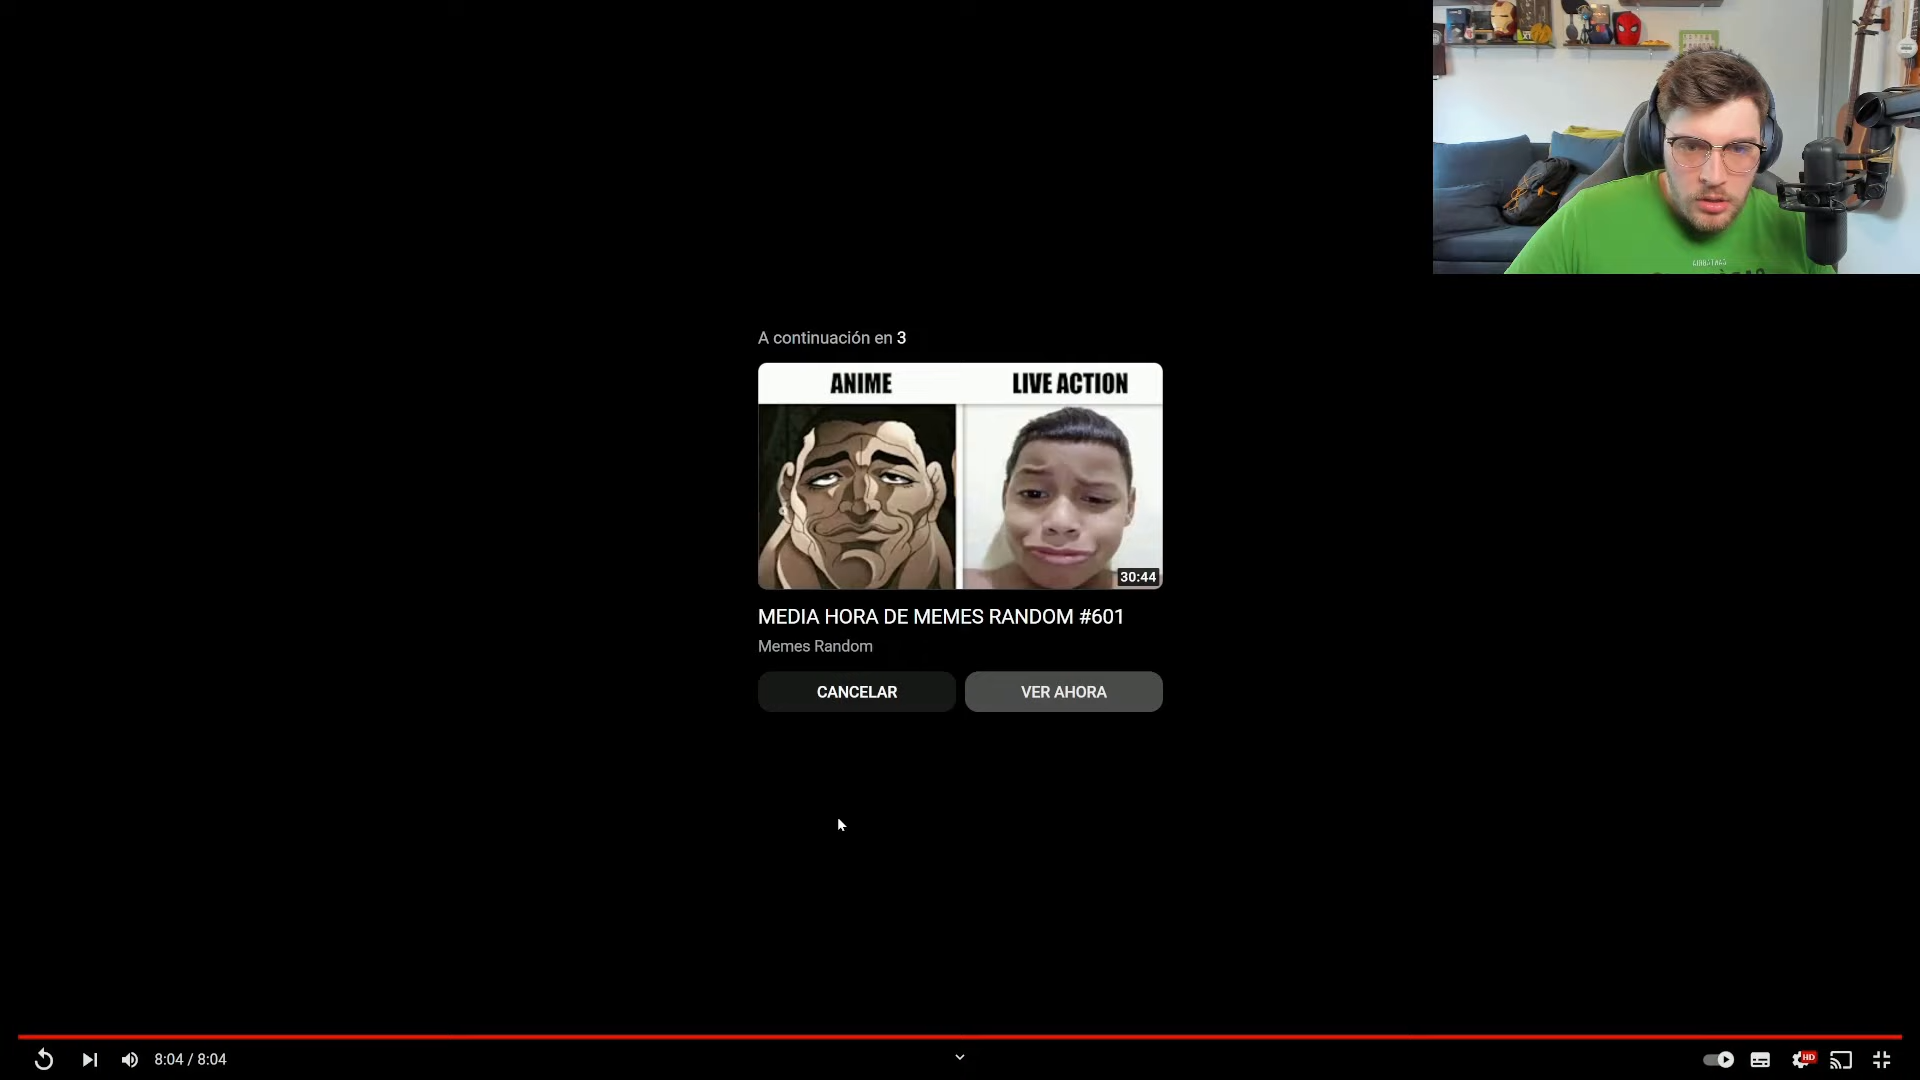 A continuación en 3
ANIME LIVE ACTION
30:44
MEDIA HORA DE MEMES RANDOM #601
Memes Random
CANCELAR VER AHORA
8:04 / 8:04
HD